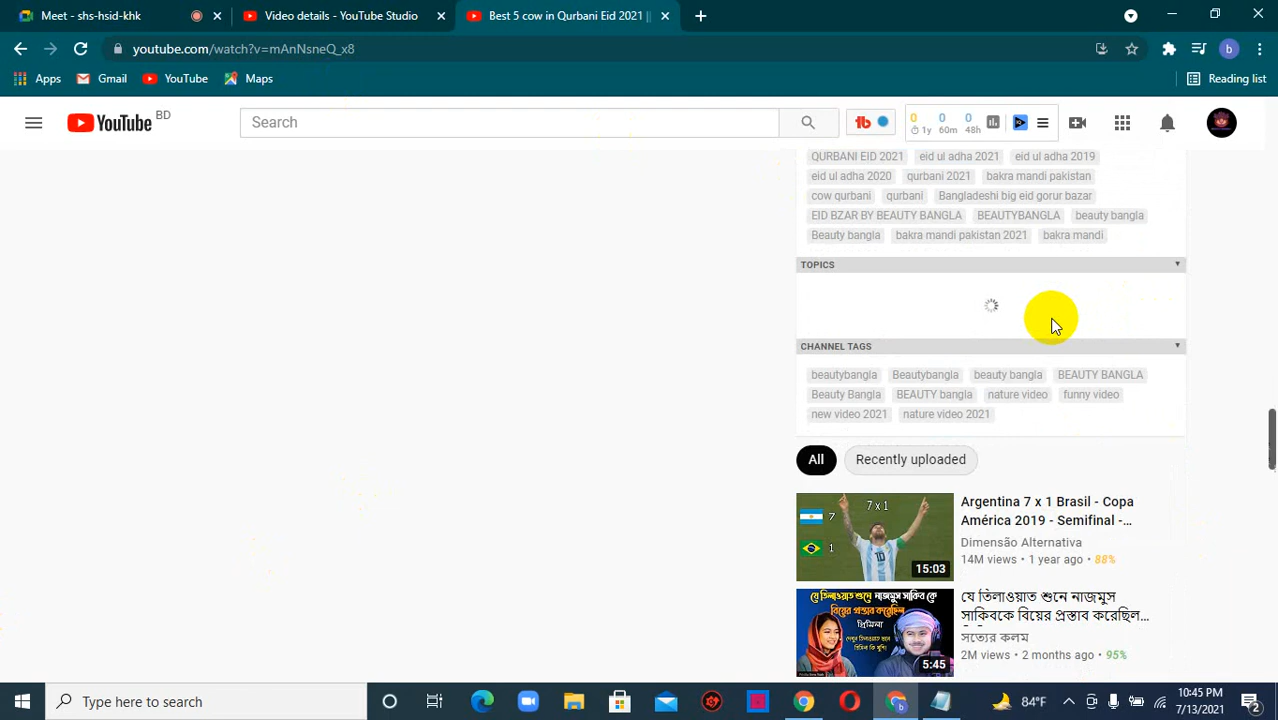 Meet - shs-hsid-khk
Video details - YouTube Studio
Best 5 cow in Qurbani Eid 2021 ||
youtube.com/watch?v=mAnNsneQ_x8
Apps Gmail YouTube Maps Reading list
YouTube BD Search 0 0 0
1y 60m 48h
QURBANI EID 2021 eid ul adha 2021 eid ul adha 2019
eid ul adha 2020 qurbani 2021 bakra mandi pakistan
cow qurbani qurbani Bangladeshi big eid gorur bazar
EID BZAR BY BEAUTY BANGLA BEAUTYBANGLA beauty bangla
Beauty bangla bakra mandi pakistan 2021 bakra mandi
TOPICS
CHANNEL TAGS
beautybangla Beautybangla beauty bangla BEAUTY BANGLA
Beauty Bangla BEAUTY bangla nature video funny video
new video 2021 nature video 2021
All Recently uploaded
7 x 1
7
1
10
15:03
Argentina 7 x 1 Brasil - Copa
América 2019 - Semifinal -...
Dimensão Alternativa
14M views • 1 year ago • 88%
যে তিলাওয়াত শুনে নাজমুস সাকিব কে
বিয়ের প্রস্তাব করেছিল
5:45
যে তিলাওয়াত শুনে নাজমুস
সাকিবকে বিয়ের প্রস্তাব করেছিল...
সত্যের কলম
2M views • 2 months ago • 95%
Type here to search
84°F
10:45 PM
7/13/2021
2